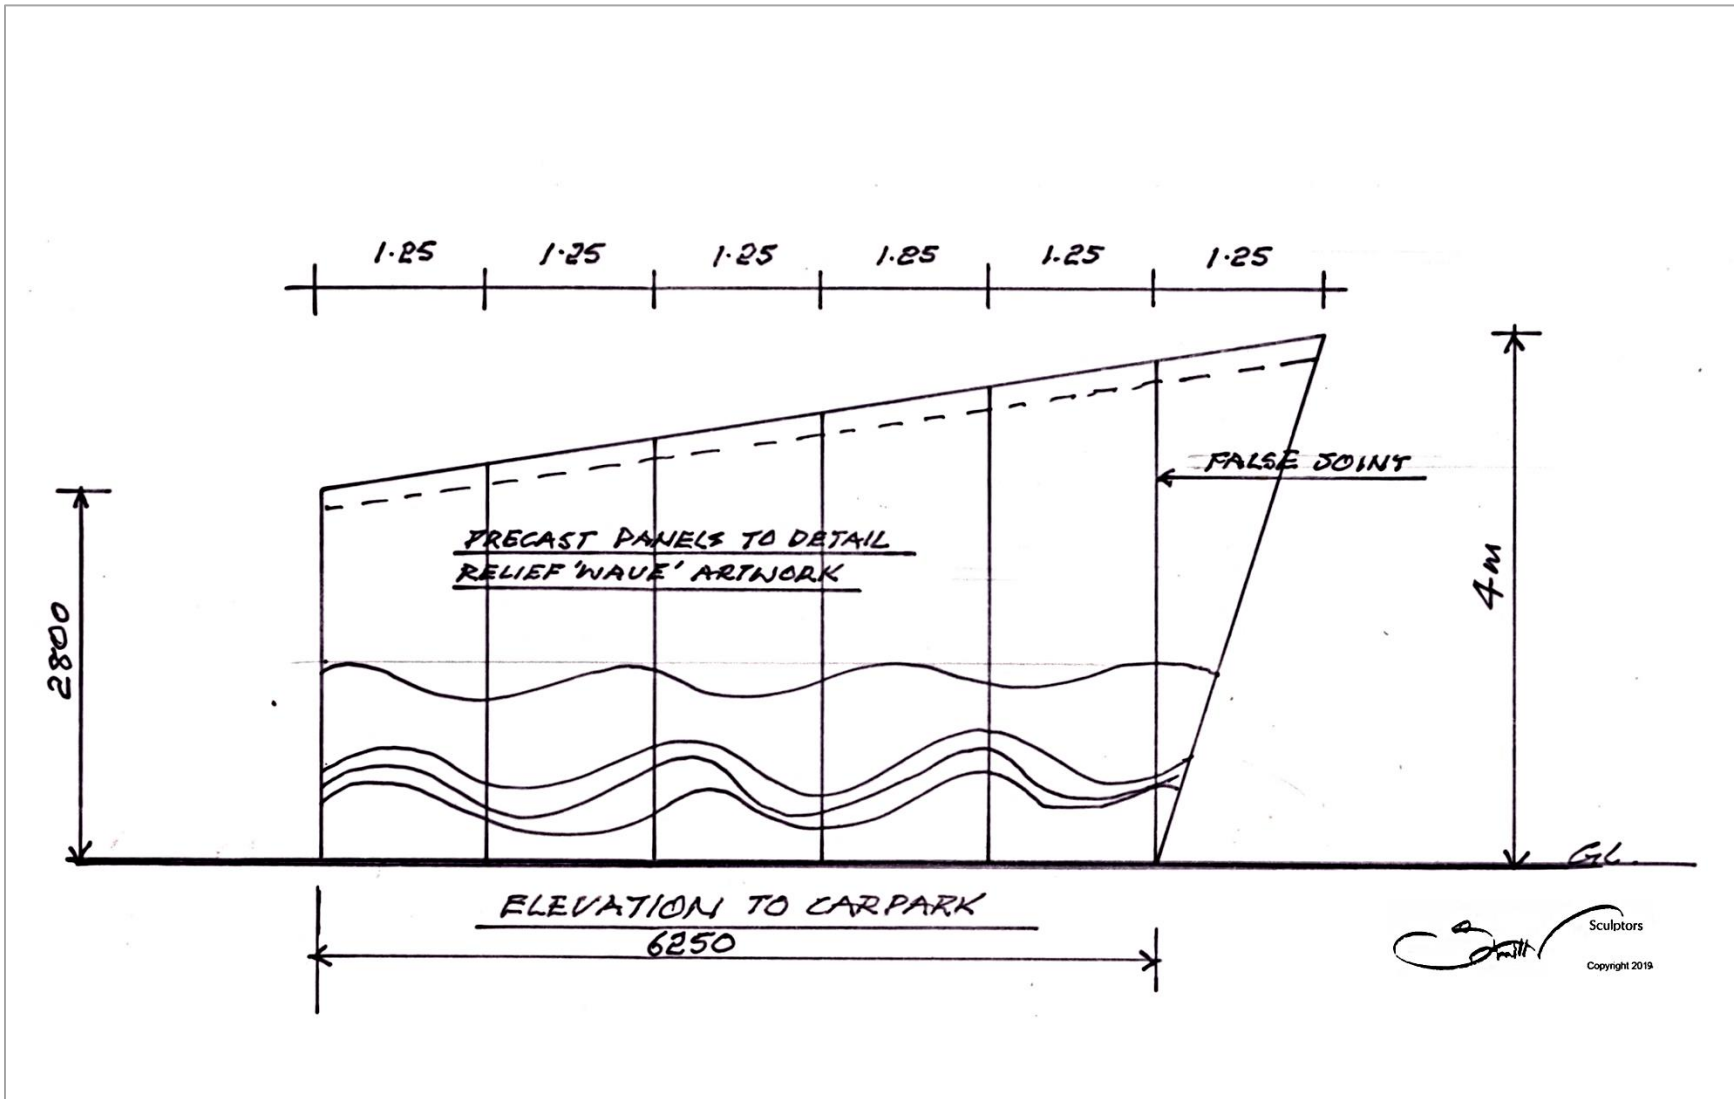 1.25 1.25 1.25 1.25 1.25 1.25
FALSE JOINT
PRECAST PANELS TO DETAIL
RELIEF 'WAVE' ARTWORK
2800
4m
GL.
ELEVATION TO CARPARK
6250
Smith
Sculptors
Copyright 2019